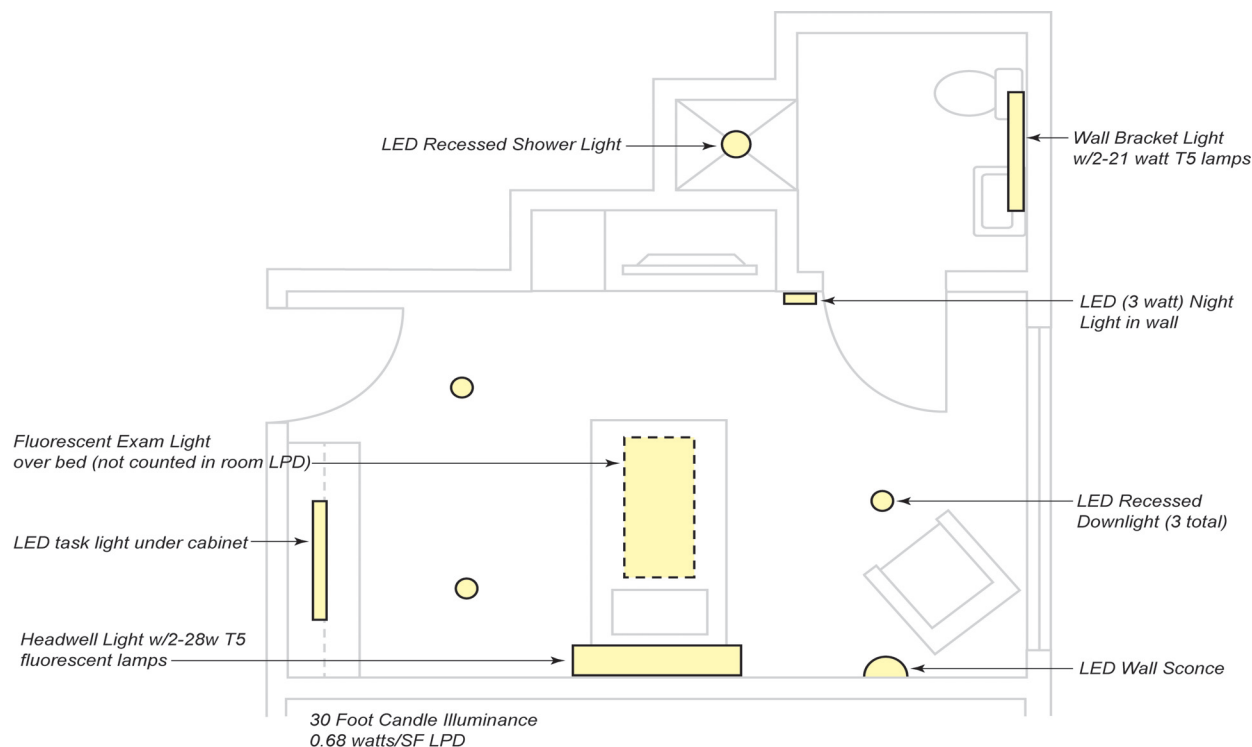 LED Recessed Shower Light
Wall Bracket Light
w/2-21 watt T5 lamps
LED (3 watt) Night
Light in wall
Fluorescent Exam Light
over bed (not counted in room LPD)
LED Recessed
Downlight (3 total)
LED task light under cabinet
Headwell Light w/2-28w T5
fluorescent lamps
LED Wall Sconce
30 Foot Candle Illuminance
0.68 watts/SF LPD